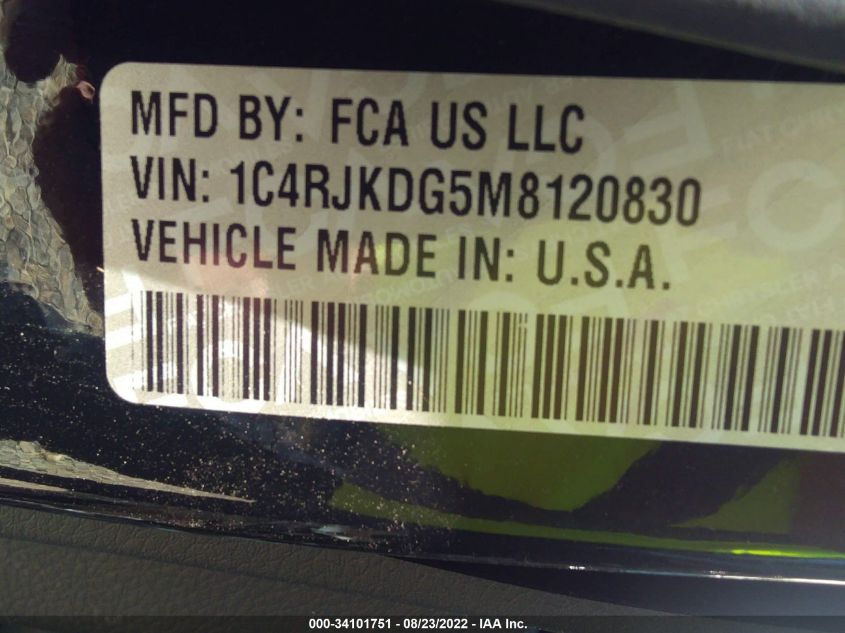 MFD BY: FCA US LLC
VIN: 1C4RJKDG5M8120830
VEHICLE MADE IN: U.S.A.
000-34101751 - 08/23/2022 - IAA Inc.